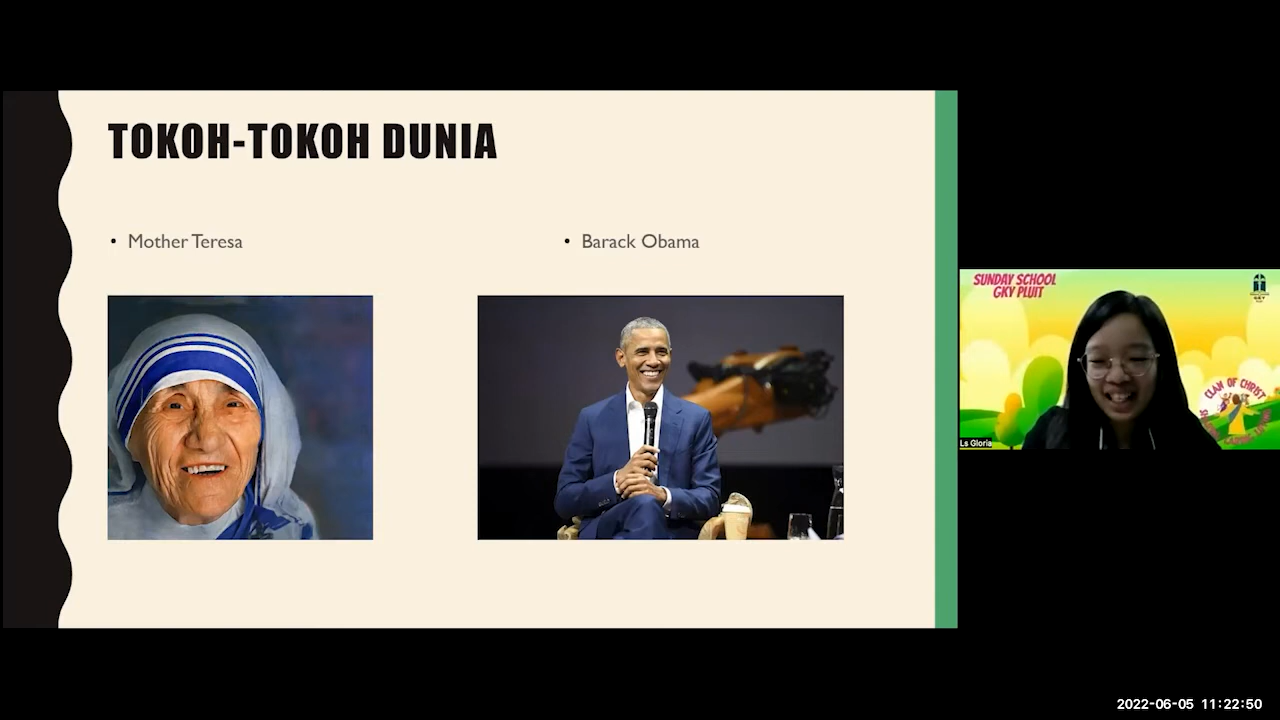 TOKOH-TOKOH DUNIA
• Mother Teresa
• Barack Obama
SUNDAY SCHOOL
GKY PLUIT
CLAN OF CHRIST
Ls Gloria
2022-06-05 11:22:50